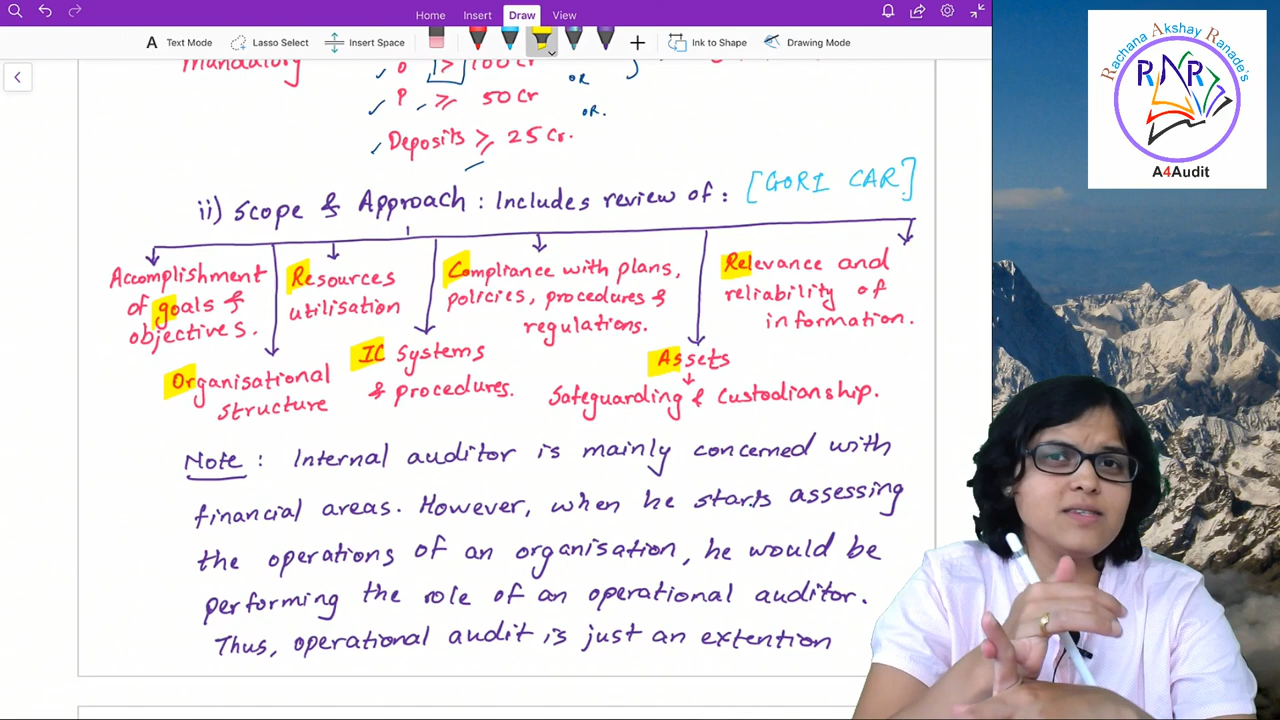 Home Insert Draw View
Text Mode Lasso Select Insert Space Ink to Shape Drawing Mode
Mandatory
> 100 Cr
OR
P ≥ 50 Cr
OR.
Deposits ≥ 25 Cr.
ii) Scope & Approach : Includes review of : [GORI CAR]
Accomplishment
of goals &
objectives.
Organisational
structure
Resources
utilisation
IC Systems
& procedures.
Compliance with plans,
policies, procedures &
regulations.
Assets
Safeguarding & Custodianship.
Relevance and
reliability of
information.
Note : Internal auditor is mainly concerned with
financial areas. However, when he starts assessing
the operations of an organisation, he would be
performing the role of an operational auditor.
Thus, operational audit is just an extention
Rachana Akshay Ranade's
RAR
A4Audit